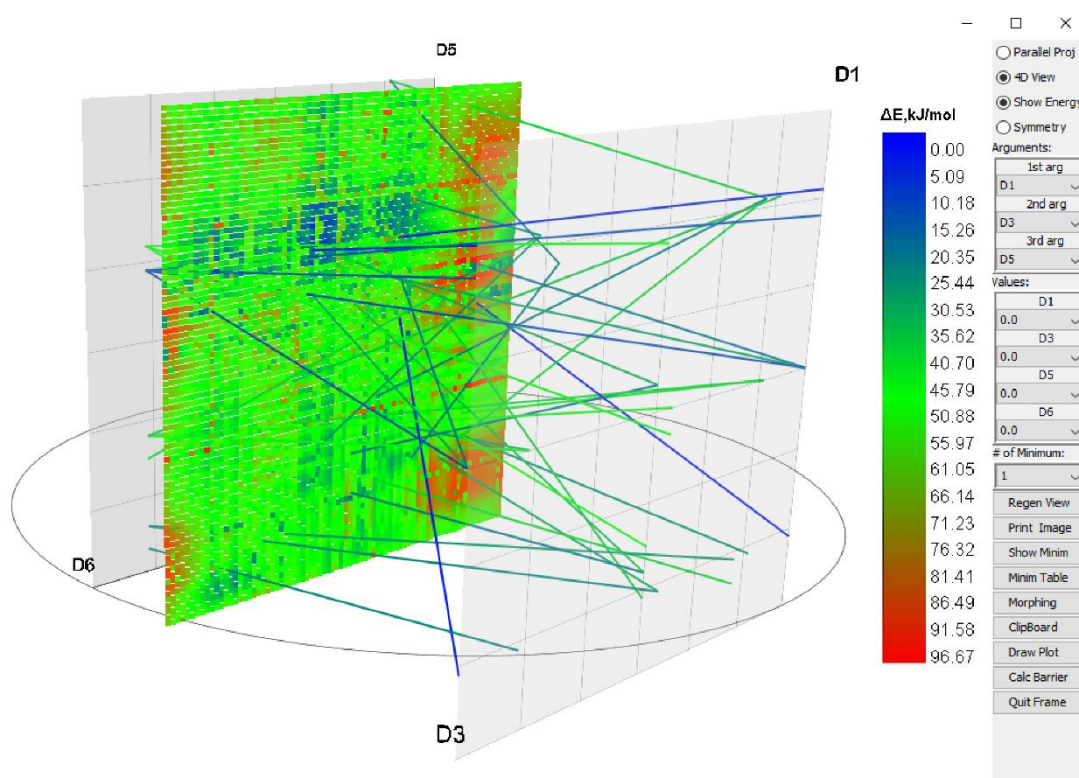 D5
D1
D6
D3
ΔE,kJ/mol
0.00
5.09
10.18
15.26
20.35
25.44
30.53
35.62
40.70
45.79
50.88
55.97
61.05
66.14
71.23
76.32
81.41
86.49
91.58
96.67
Parallel Proj
4D View
Show Energy
Symmetry
Arguments:
1st arg
D1
2nd arg
D3
3rd arg
D5
Values:
D1
0.0
D3
0.0
D5
0.0
D6
0.0
# of Minimum:
1
Regen View
Print Image
Show Minim
Minim Table
Morphing
ClipBoard
Draw Plot
Calc Barrier
Quit Frame